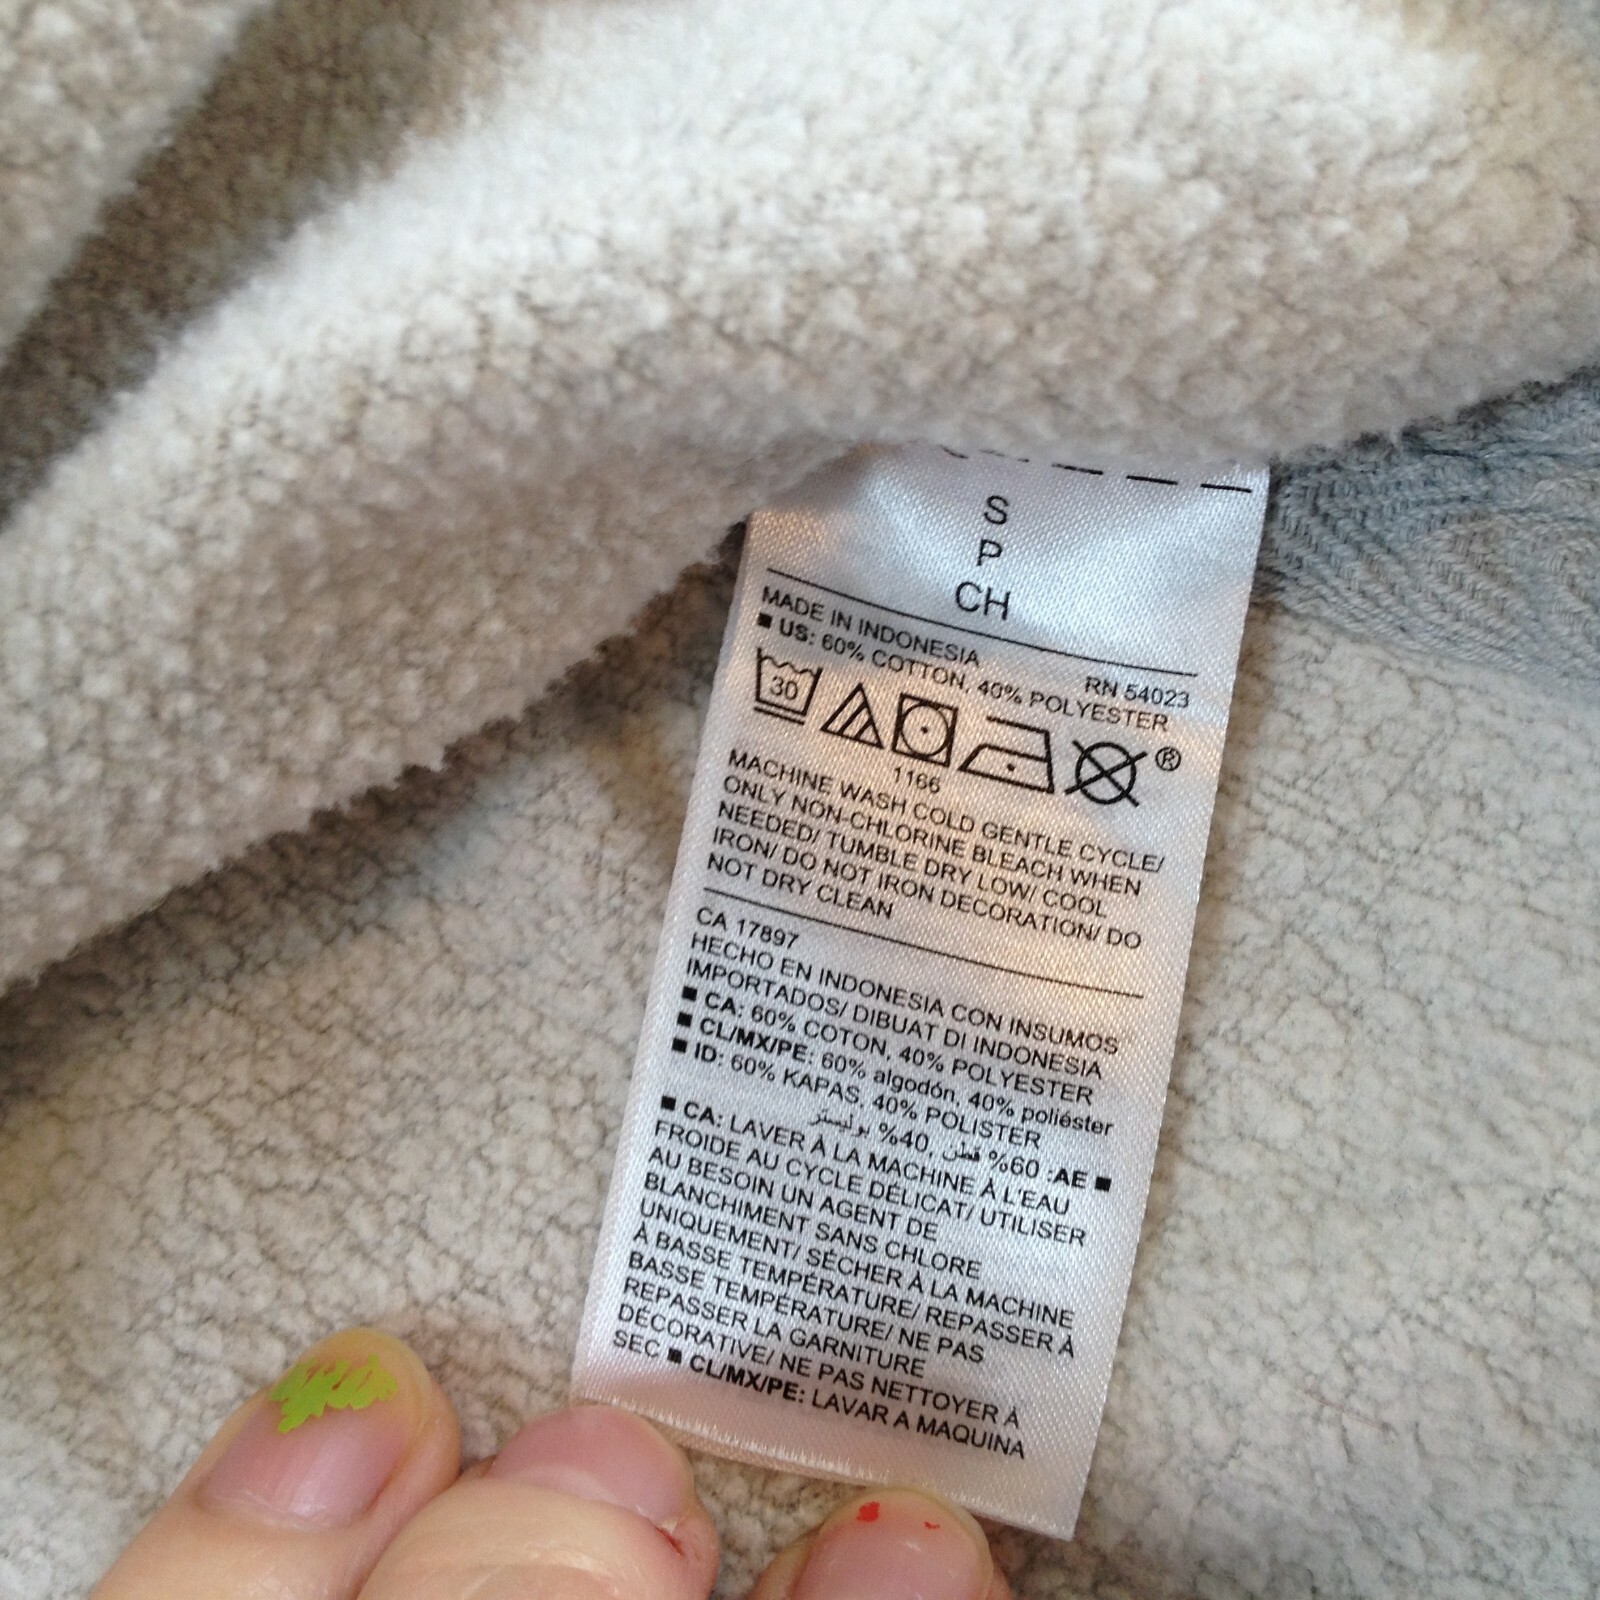 S
P
CH
MADE IN INDONESIA
RN 54023
■ US: 60% COTTON, 40% POLYESTER
30
1166
®
MACHINE WASH COLD GENTLE CYCLE/
ONLY NON-CHLORINE BLEACH WHEN
NEEDED/ TUMBLE DRY LOW/ COOL
IRON/ DO NOT IRON DECORATION/ DO
NOT DRY CLEAN
CA 17897
HECHO EN INDONESIA CON INSUMOS
IMPORTADOS/ DIBUAT DI INDONESIA
■ CA: 60% COTON, 40% POLYESTER
■ CL/MX/PE: 60% algodón, 40% poliéster
■ ID: 60% KAPAS, 40% POLISTER
■ AE: 60% قطن, 40% بوليستر
■ CA: LAVER À LA MACHINE À L'EAU
FROIDE AU CYCLE DÉLICAT/ UTILISER
AU BESOIN UN AGENT DE
BLANCHIMENT SANS CHLORE
UNIQUEMENT/ SÉCHER À LA MACHINE
À BASSE TEMPÉRATURE/ REPASSER À
BASSE TEMPÉRATURE/ NE PAS
REPASSER LA GARNITURE
DÉCORATIVE/ NE PAS NETTOYER À
SEC ■ CL/MX/PE: LAVAR A MAQUINA